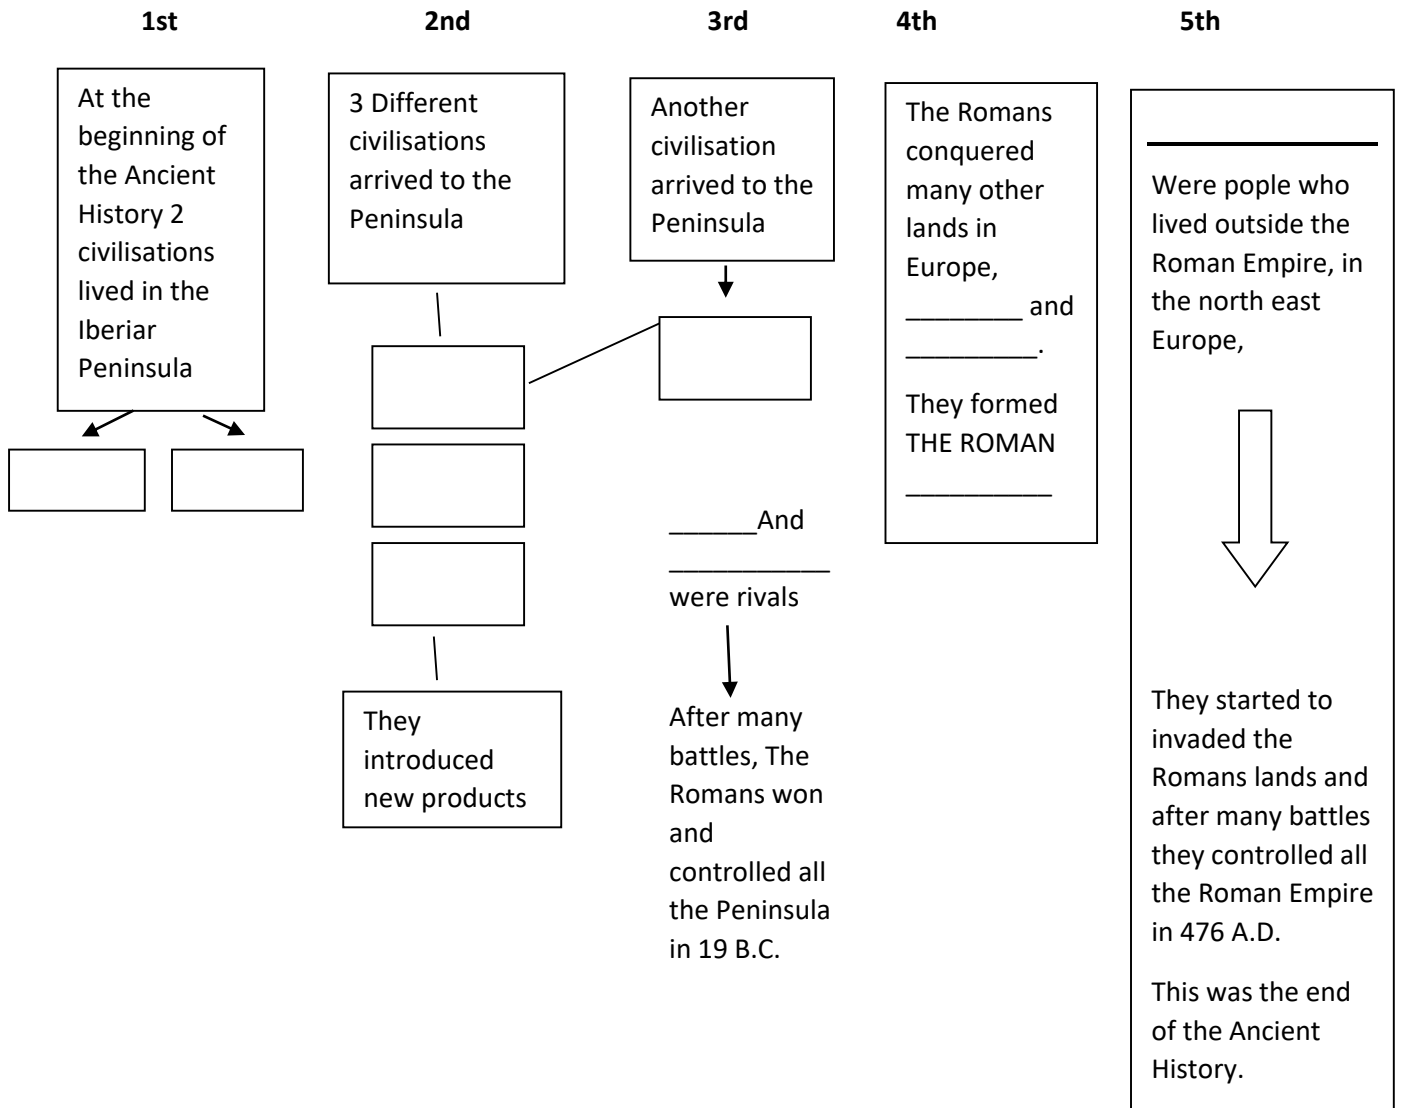 1st
2nd
3rd
4th
5th
At the
beginning of
the Ancient
History 2
civilisations
lived in the
Iberiar
Peninsula
3 Different
civilisations
arrived to the
Peninsula
They
introduced
new products
Another
civilisation
arrived to the
Peninsula
______And
___________
were rivals
After many
battles, The
Romans won
and
controlled all
the Peninsula
in 19 B.C.
The Romans
conquered
many other
lands in
Europe,
________ and
_________.
They formed
THE ROMAN
__________
Were pople who
lived outside the
Roman Empire, in
the north east
Europe,
They started to
invaded the
Romans lands and
after many battles
they controlled all
the Roman Empire
in 476 A.D.
This was the end
of the Ancient
History.